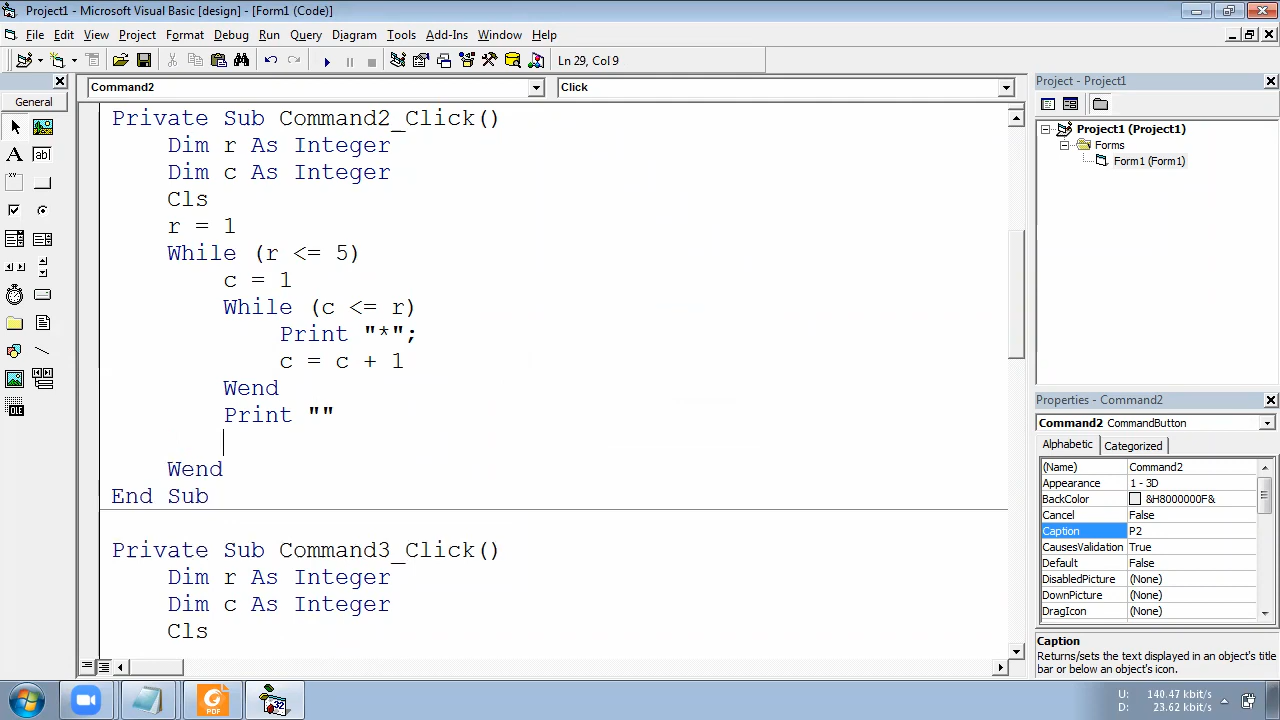 Project1 - Microsoft Visual Basic [design] - [Form1 (Code)]
File Edit View Project Format Debug Run Query Diagram Tools Add-Ins Window Help
Ln 29, Col 9
General
Command2
Click
Private Sub Command2_Click()
Dim r As Integer
Dim c As Integer
Cls
r = 1
While (r <= 5)
c = 1
While (c <= r)
Print "*";
c = c + 1
Wend
Print ""
Wend
End Sub
Private Sub Command3_Click()
Dim r As Integer
Dim c As Integer
Cls
Project - Project1
Project1 (Project1)
Forms
Form1 (Form1)
Properties - Command2
Command2 CommandButton
Alphabetic Categorized
(Name) Command2
Appearance 1 - 3D
BackColor &H8000000F&
Cancel False
Caption P2
CausesValidation True
Default False
DisabledPicture (None)
DownPicture (None)
DragIcon (None)
Caption
Returns/sets the text displayed in an object's title
bar or below an object's icon.
U: 140.47 kbit/s
D: 23.62 kbit/s